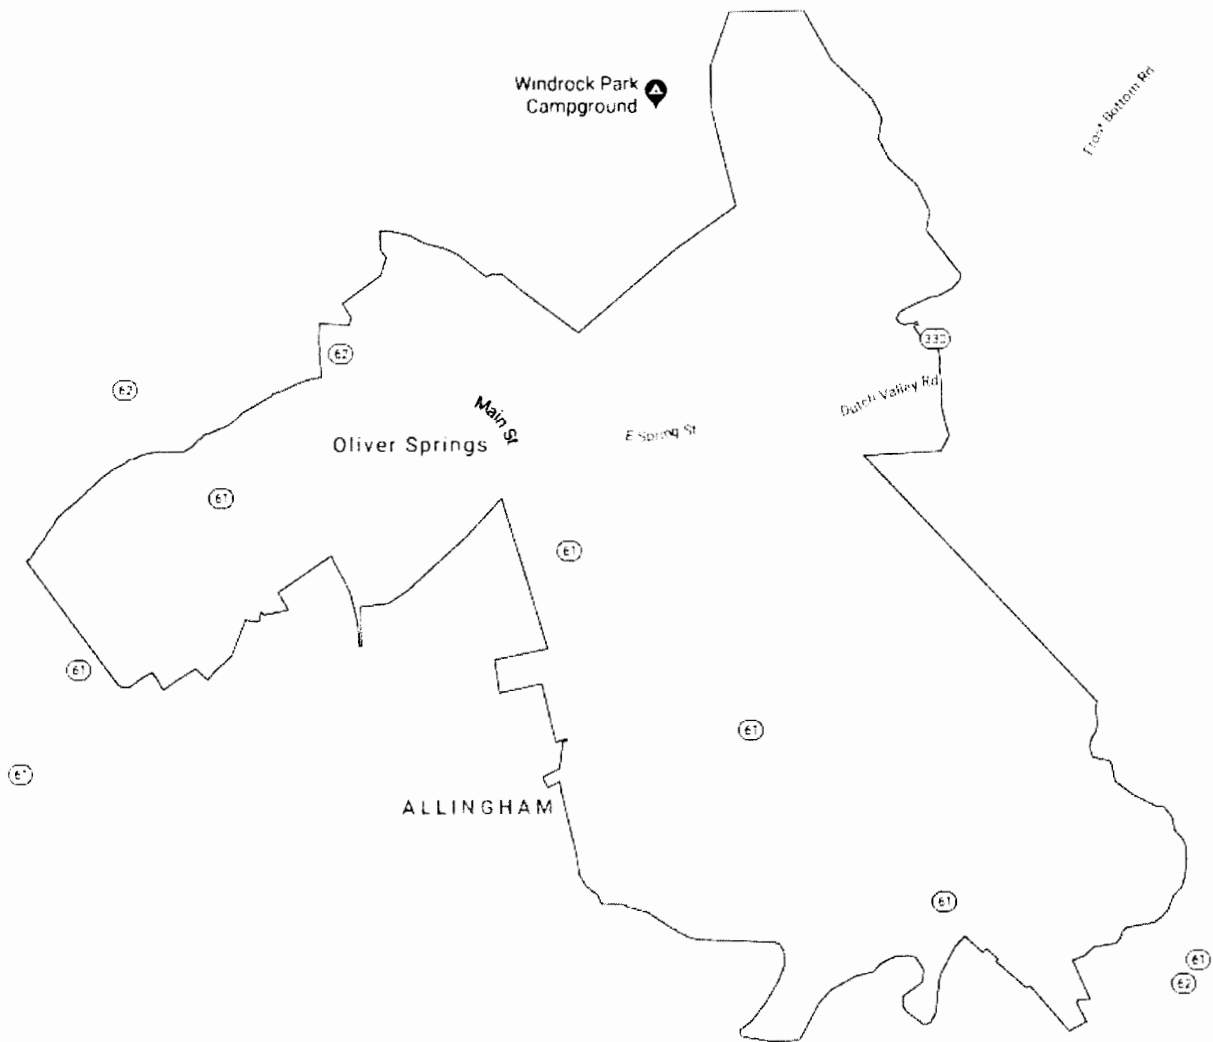 Windrock Park
Campground
Frost Bottom Rd
62
330
62
Dutch Valley Rd
Main St
E Spring St
Oliver Springs
61
61
61
61
61
ALLINGHAM
61
61
62